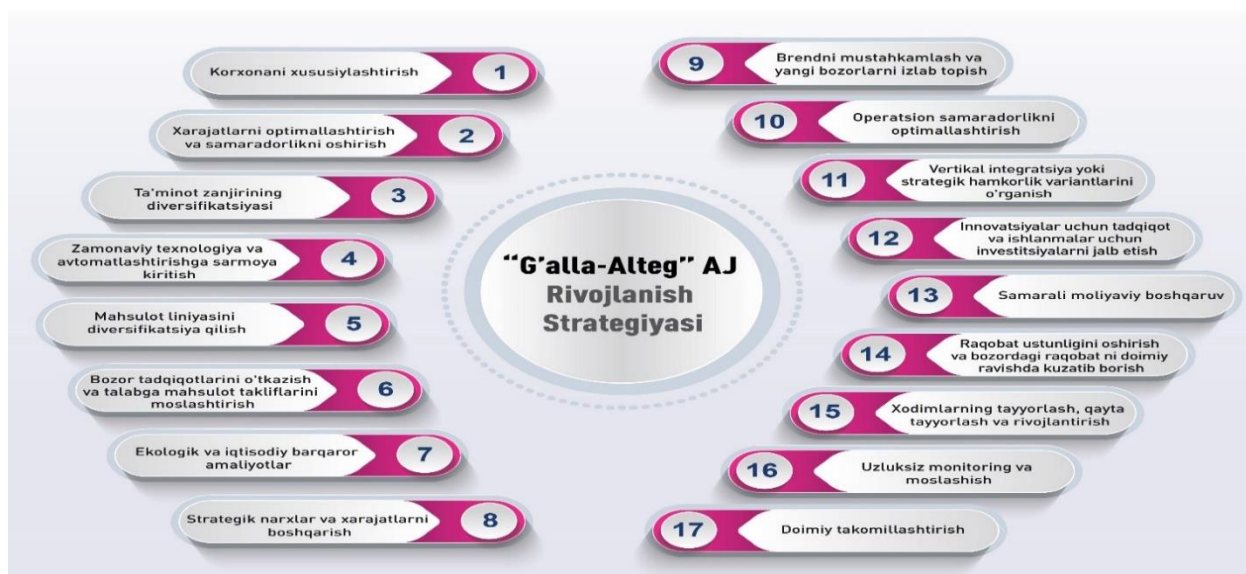 Korxonani xususiylashtirish
1
Xarajatlarni optimallashtirish
va samaradorlikni oshirish
2
Ta'minot zanjirining
diversifikatsiyasi
3
Zamonaviy texnologiya va
avtomatlashtirishga sarmoya
kiritish
4
Mahsulot liniyasini
diversifikatsiya qilish
5
Bozor tadqiqotlarini o'tkazish
va talabga mahsulot takliflarini
moslashtirish
6
Ekologik va iqtisodiy barqaror
amaliyotlar
7
Strategik narxlar va xarajatlarni
boshqarish
8
"G'alla-Alteg" AJ
Rivojlanish
Strategiyasi
9
Brendni mustahkamlash va
yangi bozorlarni izlab topish
10
Operatsion samaradorlikni
optimallashtirish
11
Vertikal integratsiya yoki
strategik hamkorlik variantlarini
o'rganish
12
Innovatsiyalar uchun tadqiqot
va ishlanmalar uchun
investitsiyalarni jalb etish
13
Samarali moliyaviy boshqaruv
14
Raqobat ustunligini oshirish
va bozordagi raqobat ni doimiy
ravishda kuzatib borish
15
Xodimlarning tayyorlash, qayta
tayyorlash va rivojlantirish
16
Uzluksiz monitoring va
moslashish
17
Doimiy takomillashtirish